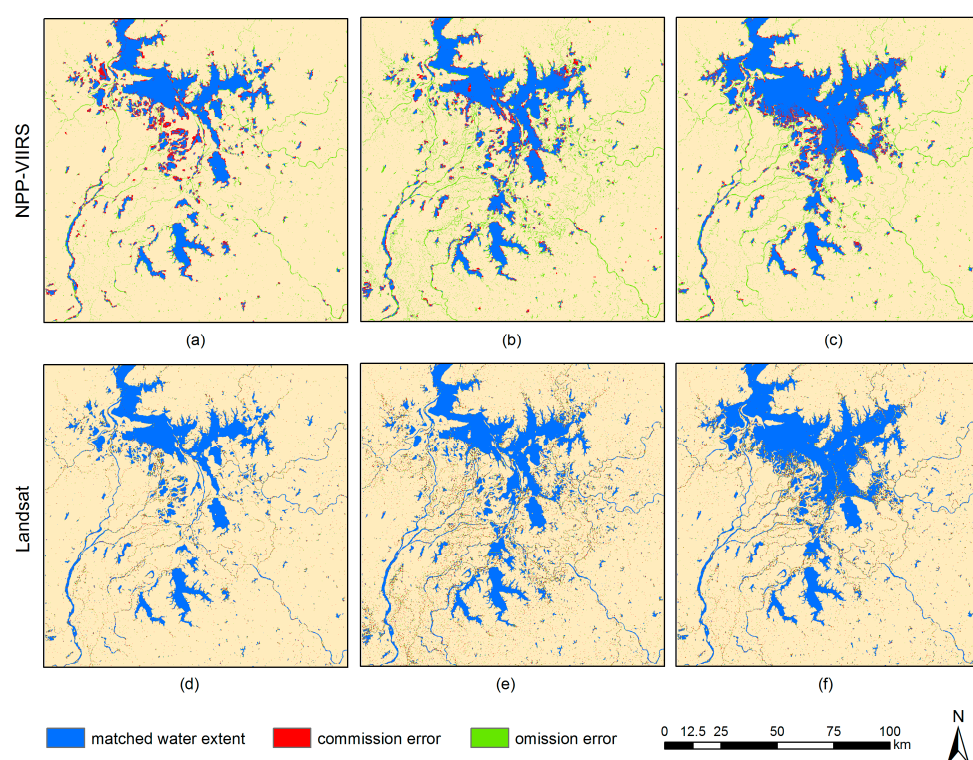 NPP-VIIRS
(a)
(b)
(c)
Landsat
(d)
(e)
(f)
matched water extent
commission error
omission error
0 12.5 25 50 75 100
km
N